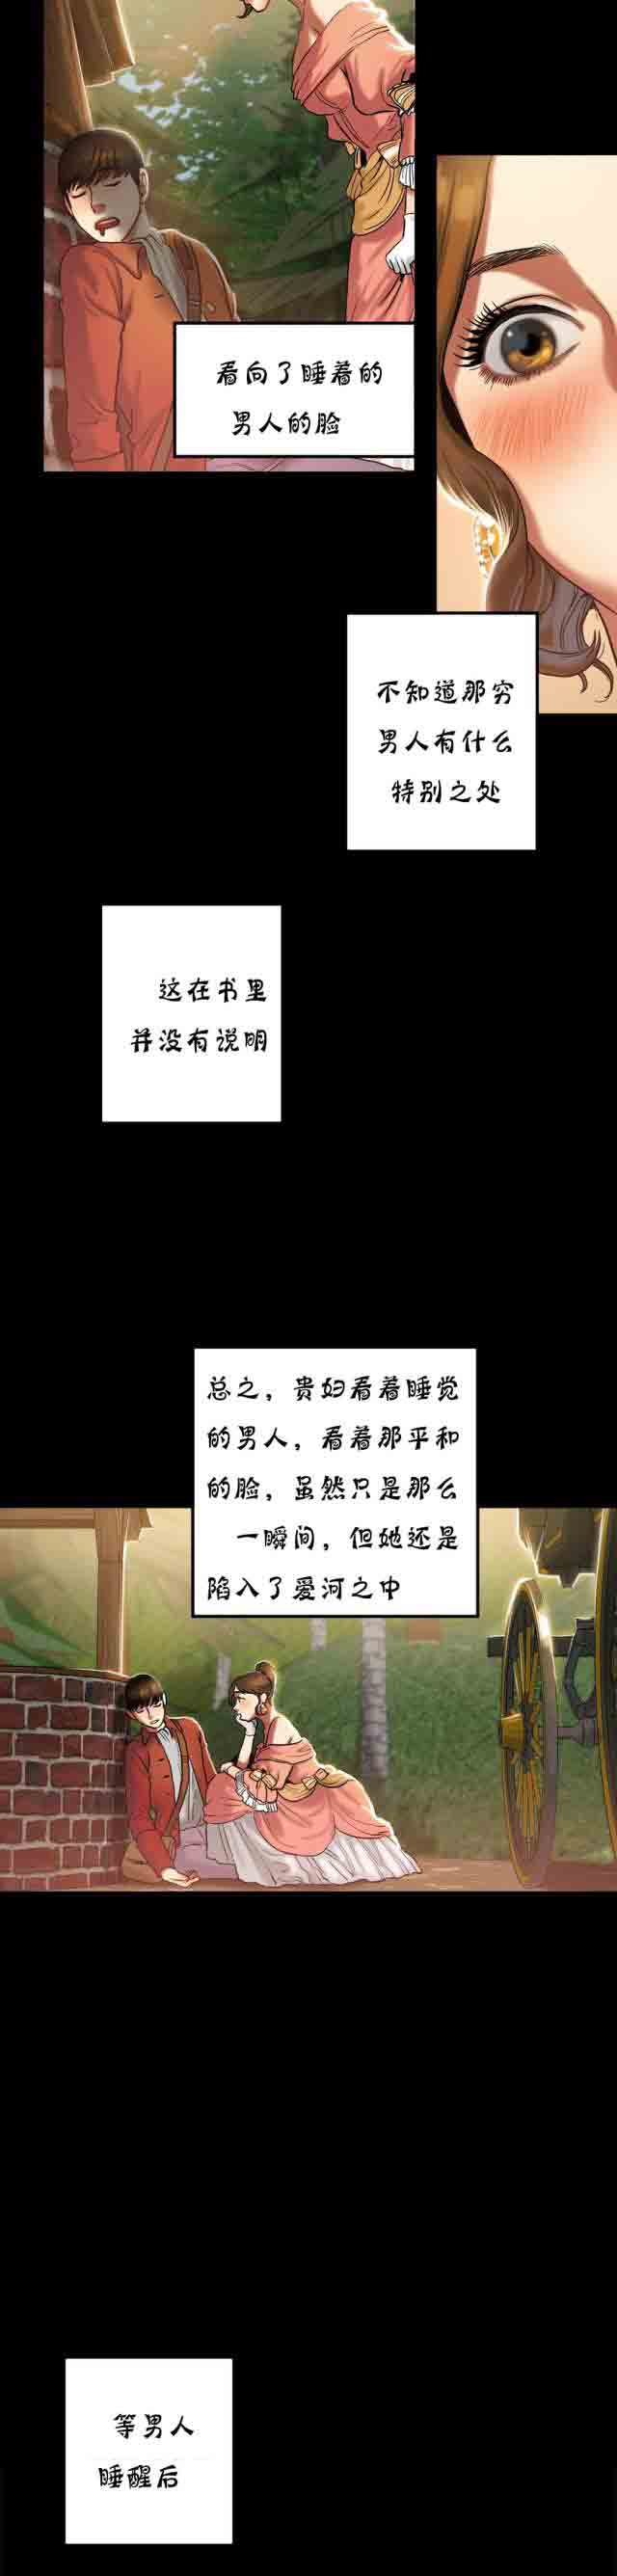 看向了睡着的
男人的脸
不知道那穷
男人有什么
特别之处
这在书里
并没有说明
总之，贵妇看着睡觉
的男人，看着那平和
的脸，虽然只是那么
一瞬间，但她还是
陷入了爱河之中
等男人
睡醒后